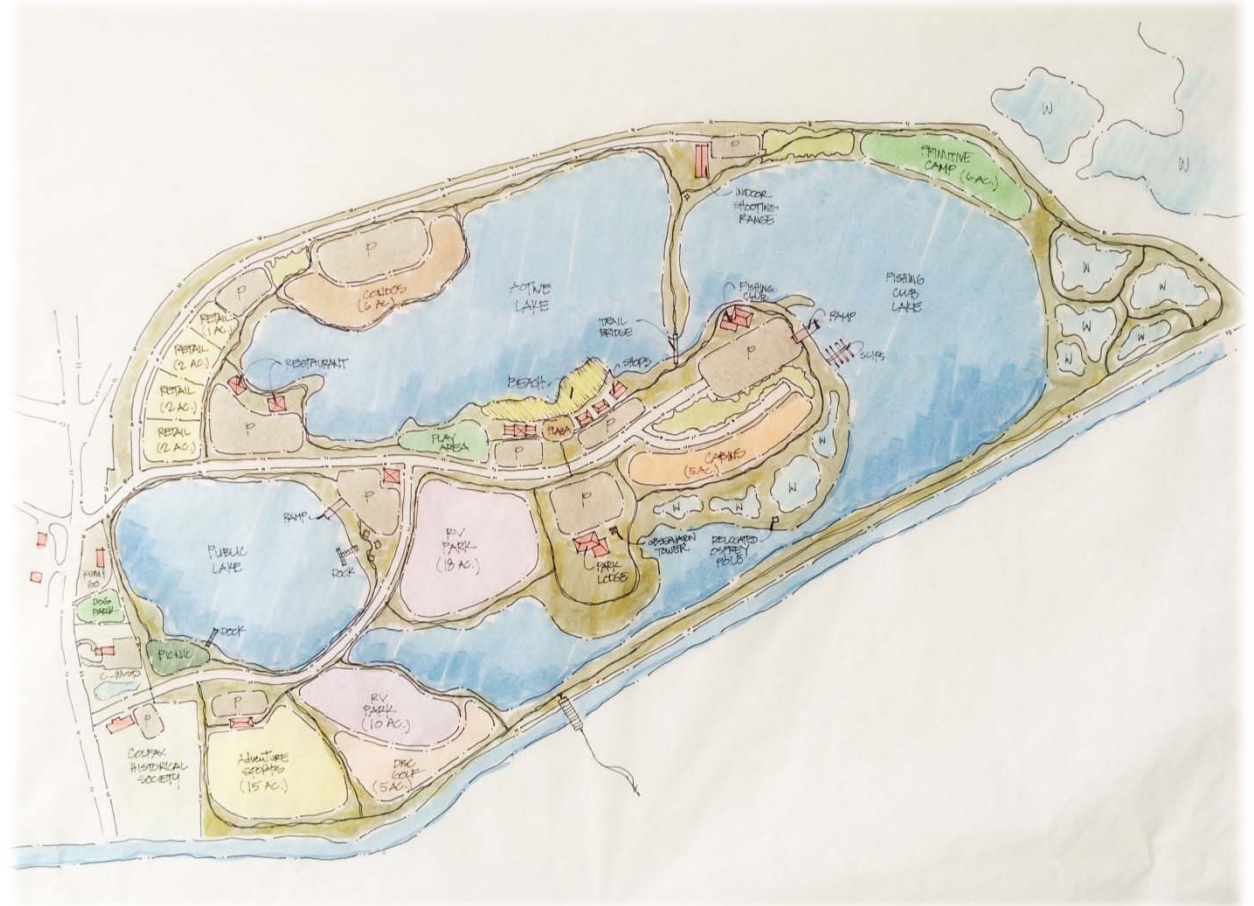 W
W
P
PRIMITIVE
CAMP (6 AC.)
INDOOR
SHOOTING
RANGE
P
CONDOS
(6 AC.)
ACTIVE
LAKE
FISHING
CLUB
LAKE
W
W
W
W
W
P
RETAIL
(1 AC.)
RETAIL
(2 AC.)
RETAIL
(2 AC.)
RETAIL
(2 AC.)
RESTAURANT
P
TRAIL
BRIDGE
FISHING
CLUB
RAMP
SLIPS
P
BEACH
SHOPS
PLAZA
P
P
PLAY
AREA
CABINS
(5 AC.)
W
W
W
W
P
OBSERVATION
TOWER
RELOCATED
OSPREY
POLE
PARK
LODGE
RV
PARK
(18 AC.)
P
RAMP
DOCK
PUBLIC
LAKE
DOCK
KUM &
GO
DOG
PARK
PICNIC
P
P
COLFAX
HISTORICAL
SOCIETY
ADVENTURE
SPORTS
(15 AC.)
RV
PARK
(10 AC.)
DISC
GOLF
(5 AC.)